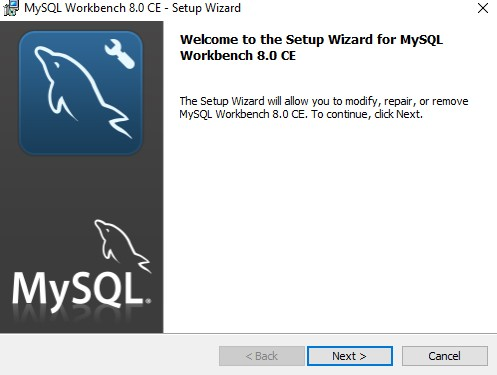 MySQL Workbench 8.0 CE - Setup Wizard
Welcome to the Setup Wizard for MySQL
Workbench 8.0 CE
The Setup Wizard will allow you to modify, repair, or remove
MySQL Workbench 8.0 CE. To continue, click Next.
MySQL®
< Back
Next >
Cancel